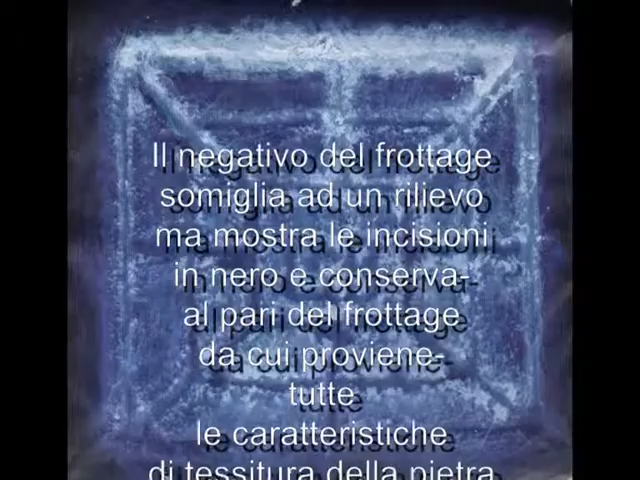 Il negativo del frottage
somiglia ad un rilievo
ma mostra le incisioni
in nero e conserva-
al pari del frottage
da cui proviene-
tutte
le caratteristiche
di tessitura della pietra